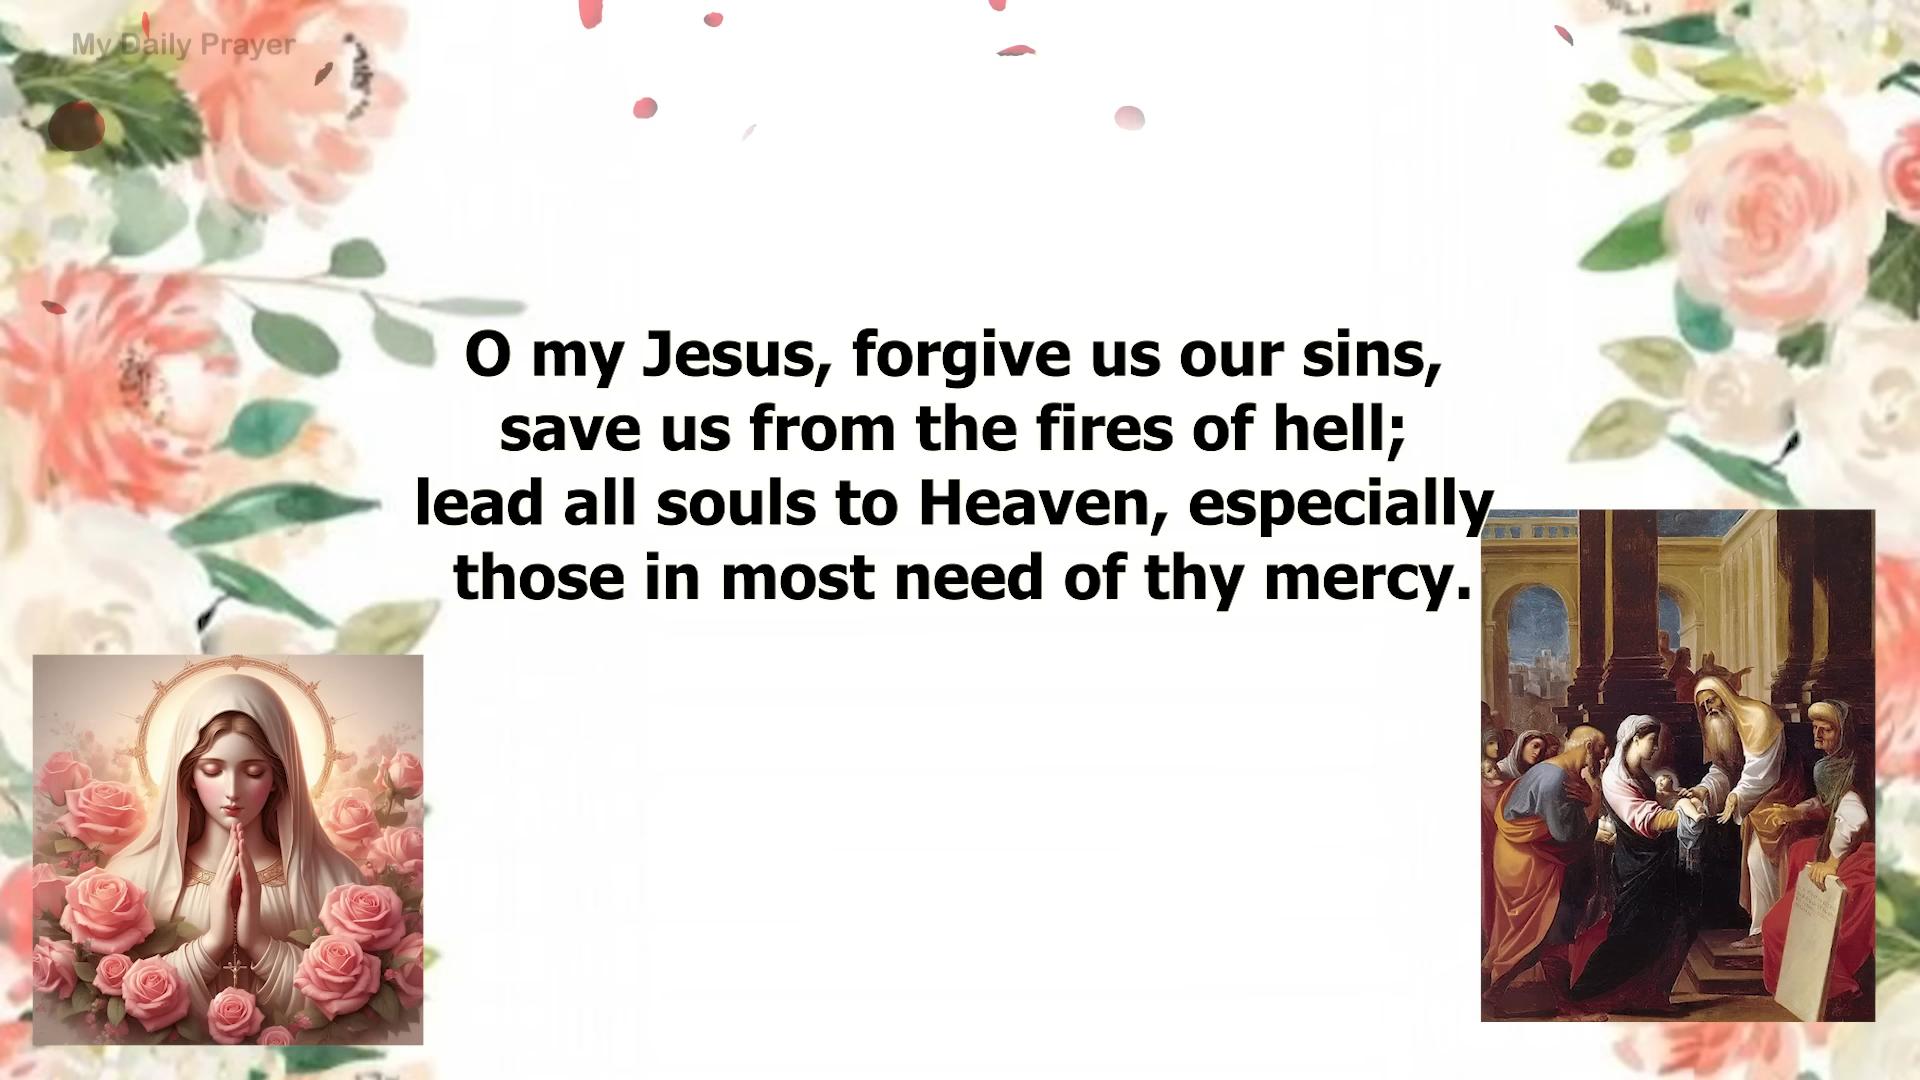 My Daily Prayer
O my Jesus, forgive us our sins,
save us from the fires of hell;
lead all souls to Heaven, especially
those in most need of thy mercy.